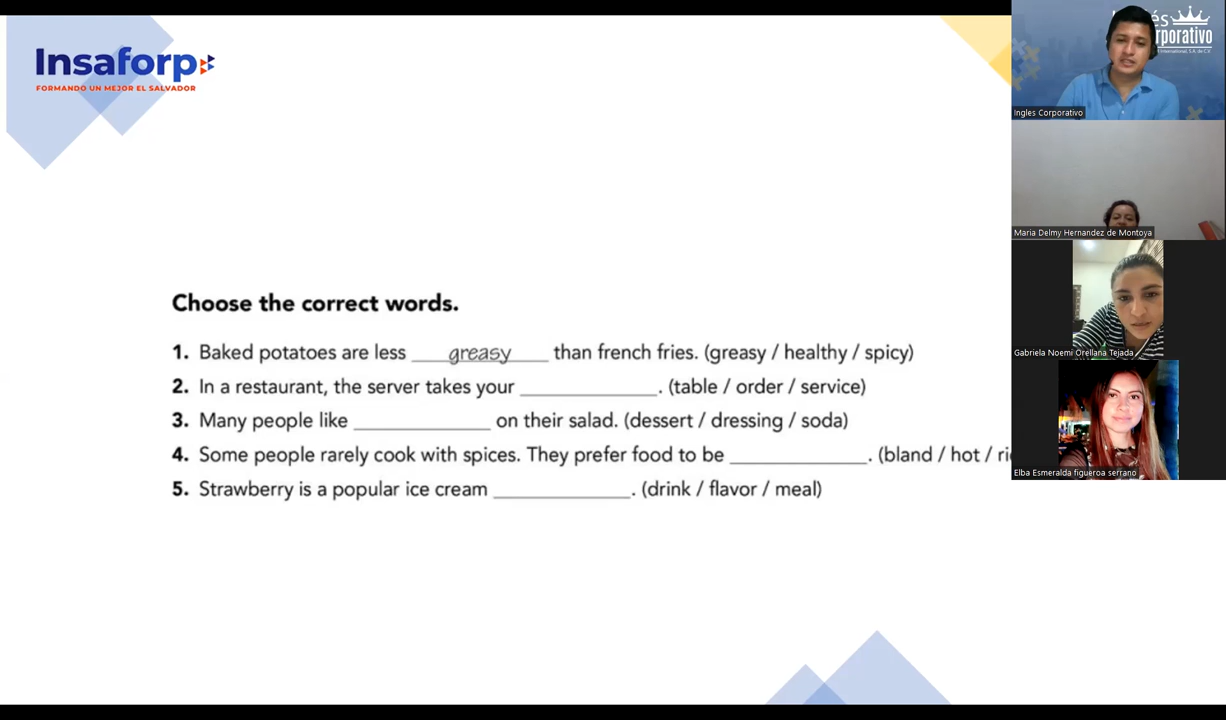 Insaforp
FORMANDO UN MEJOR EL SALVADOR
Choose the correct words.
1. Baked potatoes are less greasy than french fries. (greasy / healthy / spicy)
2. In a restaurant, the server takes your ____________. (table / order / service)
3. Many people like ____________ on their salad. (dessert / dressing / soda)
4. Some people rarely cook with spices. They prefer food to be ____________. (bland / hot /
5. Strawberry is a popular ice cream ____________. (drink / flavor / meal)
Ingles Corporativo
Maria Delmy Hernandez de Montoya
Gabriela Noemi Orellana Tejada
Elba Esmeralda figueroa serrano